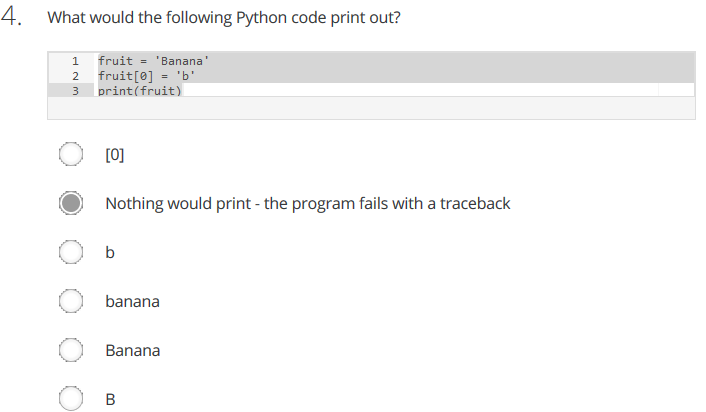 4. What would the following Python code print out?
1 fruit = 'Banana'
2 fruit[0] = 'b'
3 print(fruit)
[0]
Nothing would print - the program fails with a traceback
b
banana
Banana
B